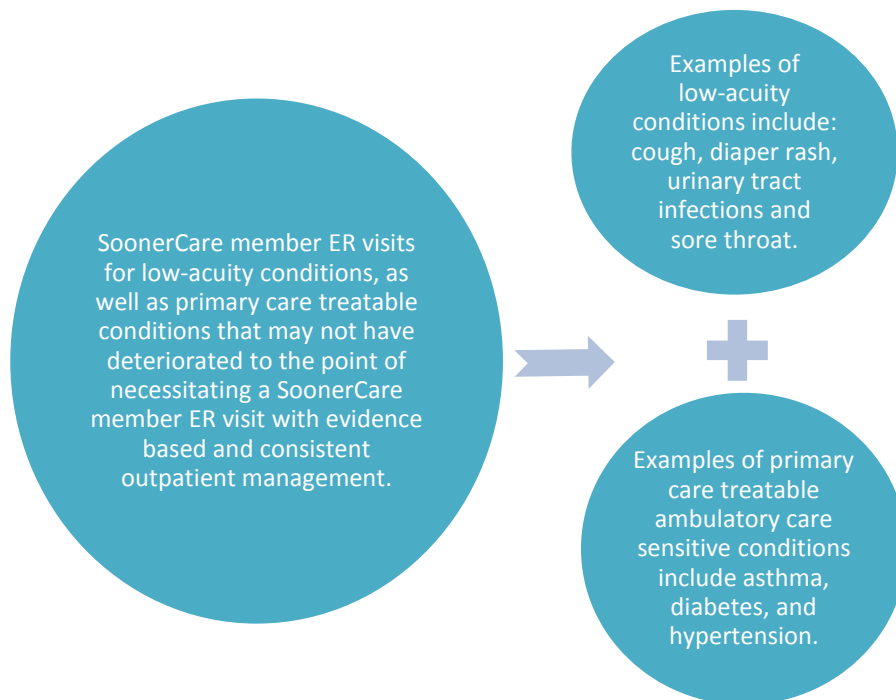 SoonerCare member ER visits
for low-acuity conditions, as
well as primary care treatable
conditions that may not have
deteriorated to the point of
necessitating a SoonerCare
member ER visit with evidence
based and consistent
outpatient management.
Examples of
low-acuity
conditions include:
cough, diaper rash,
urinary tract
infections and
sore throat.
Examples of primary
care treatable
ambulatory care
sensitive conditions
include asthma,
diabetes, and
hypertension.